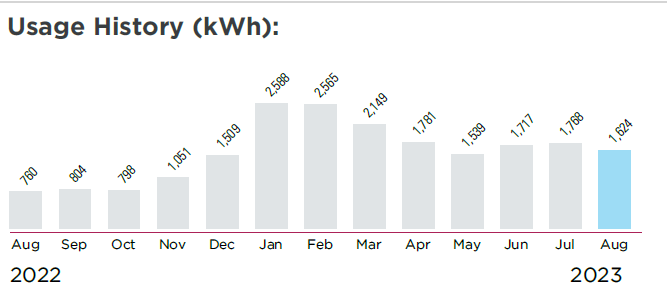 Usage History (kWh):
760 804 798 1,051 1,509 2,588 2,565 2,149 1,781 1,539 1,717 1,768 1,624
Aug Sep Oct Nov Dec Jan Feb Mar Apr May Jun Jul Aug
2022 2023